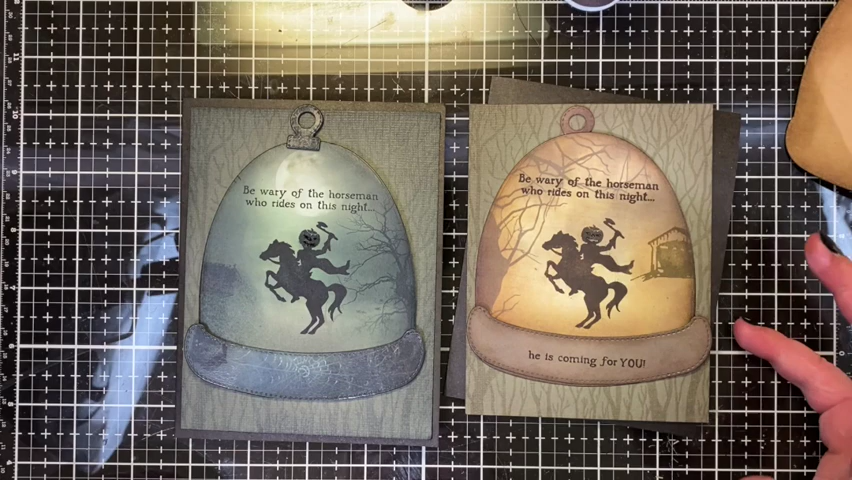 Be wary of the horseman
who rides on this night...
Be wary of the horseman
who rides on this night...
he is coming for YOU!